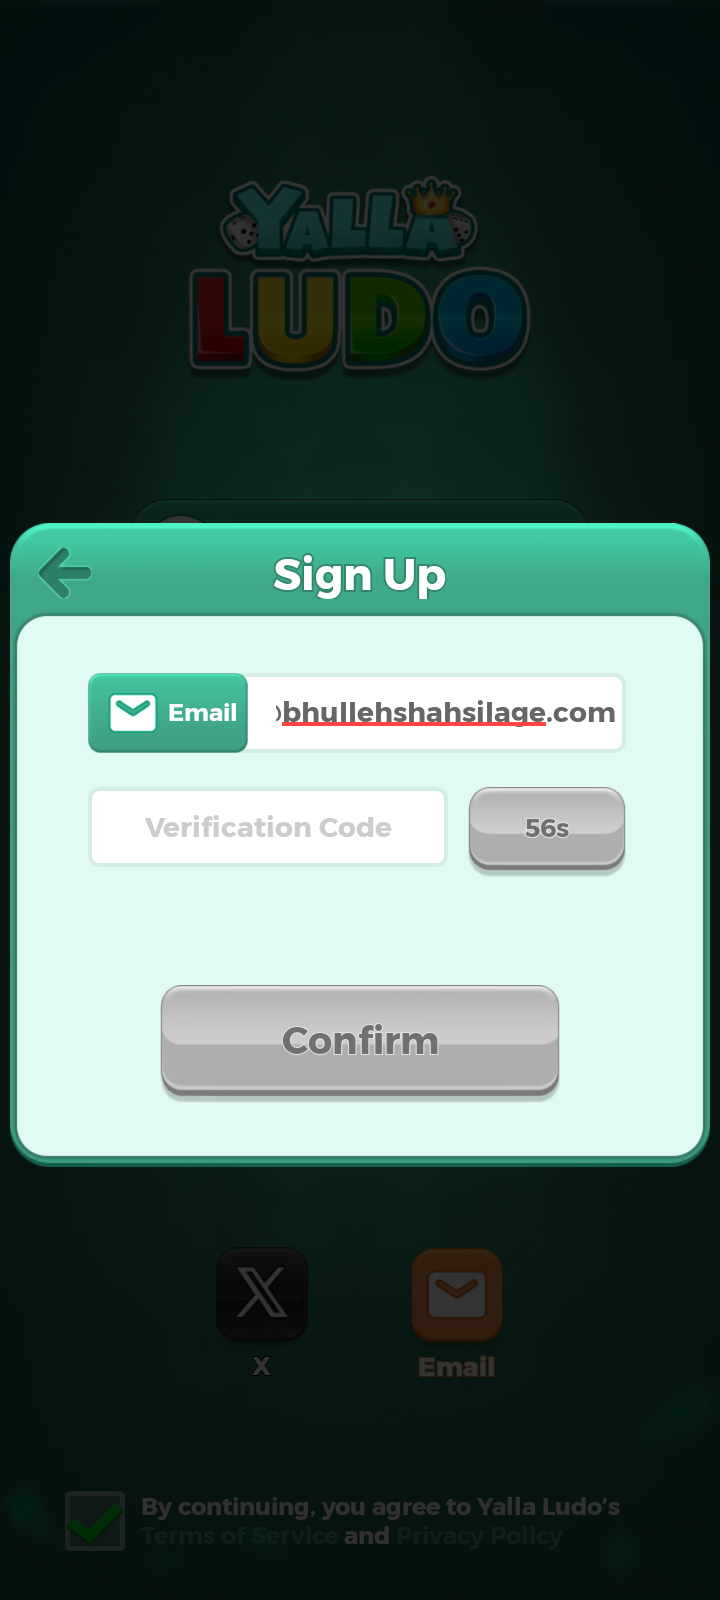 YALLA
LUDO
Sign Up
Email
bhullehshahsilage.com
Verification Code
56s
Confirm
X
Email
By continuing, you agree to Yalla Ludo's
Terms of Service and Privacy Policy